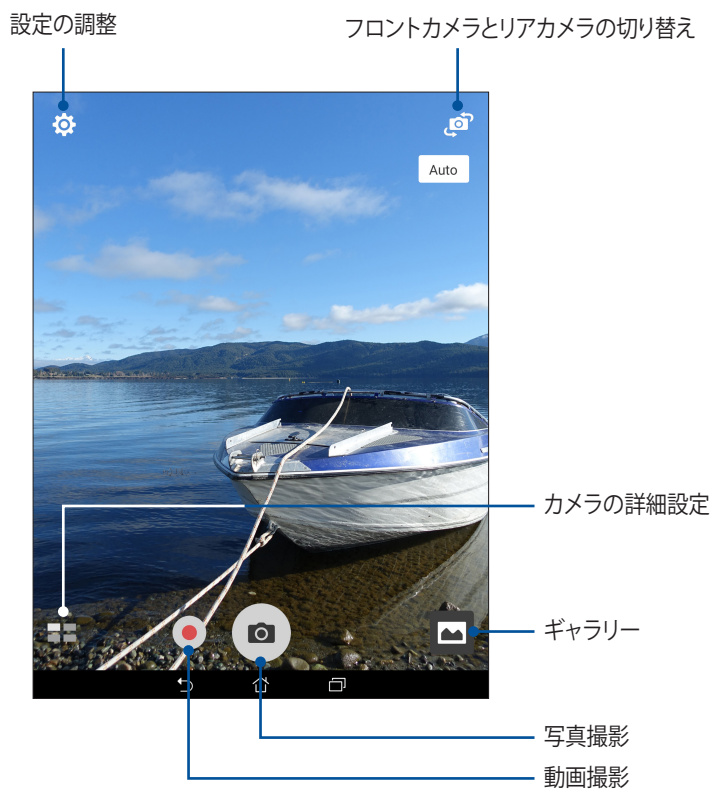 設定の調整
フロントカメラとリアカメラの切り替え
Auto
カメラの詳細設定
ギャラリー
写真撮影
動画撮影